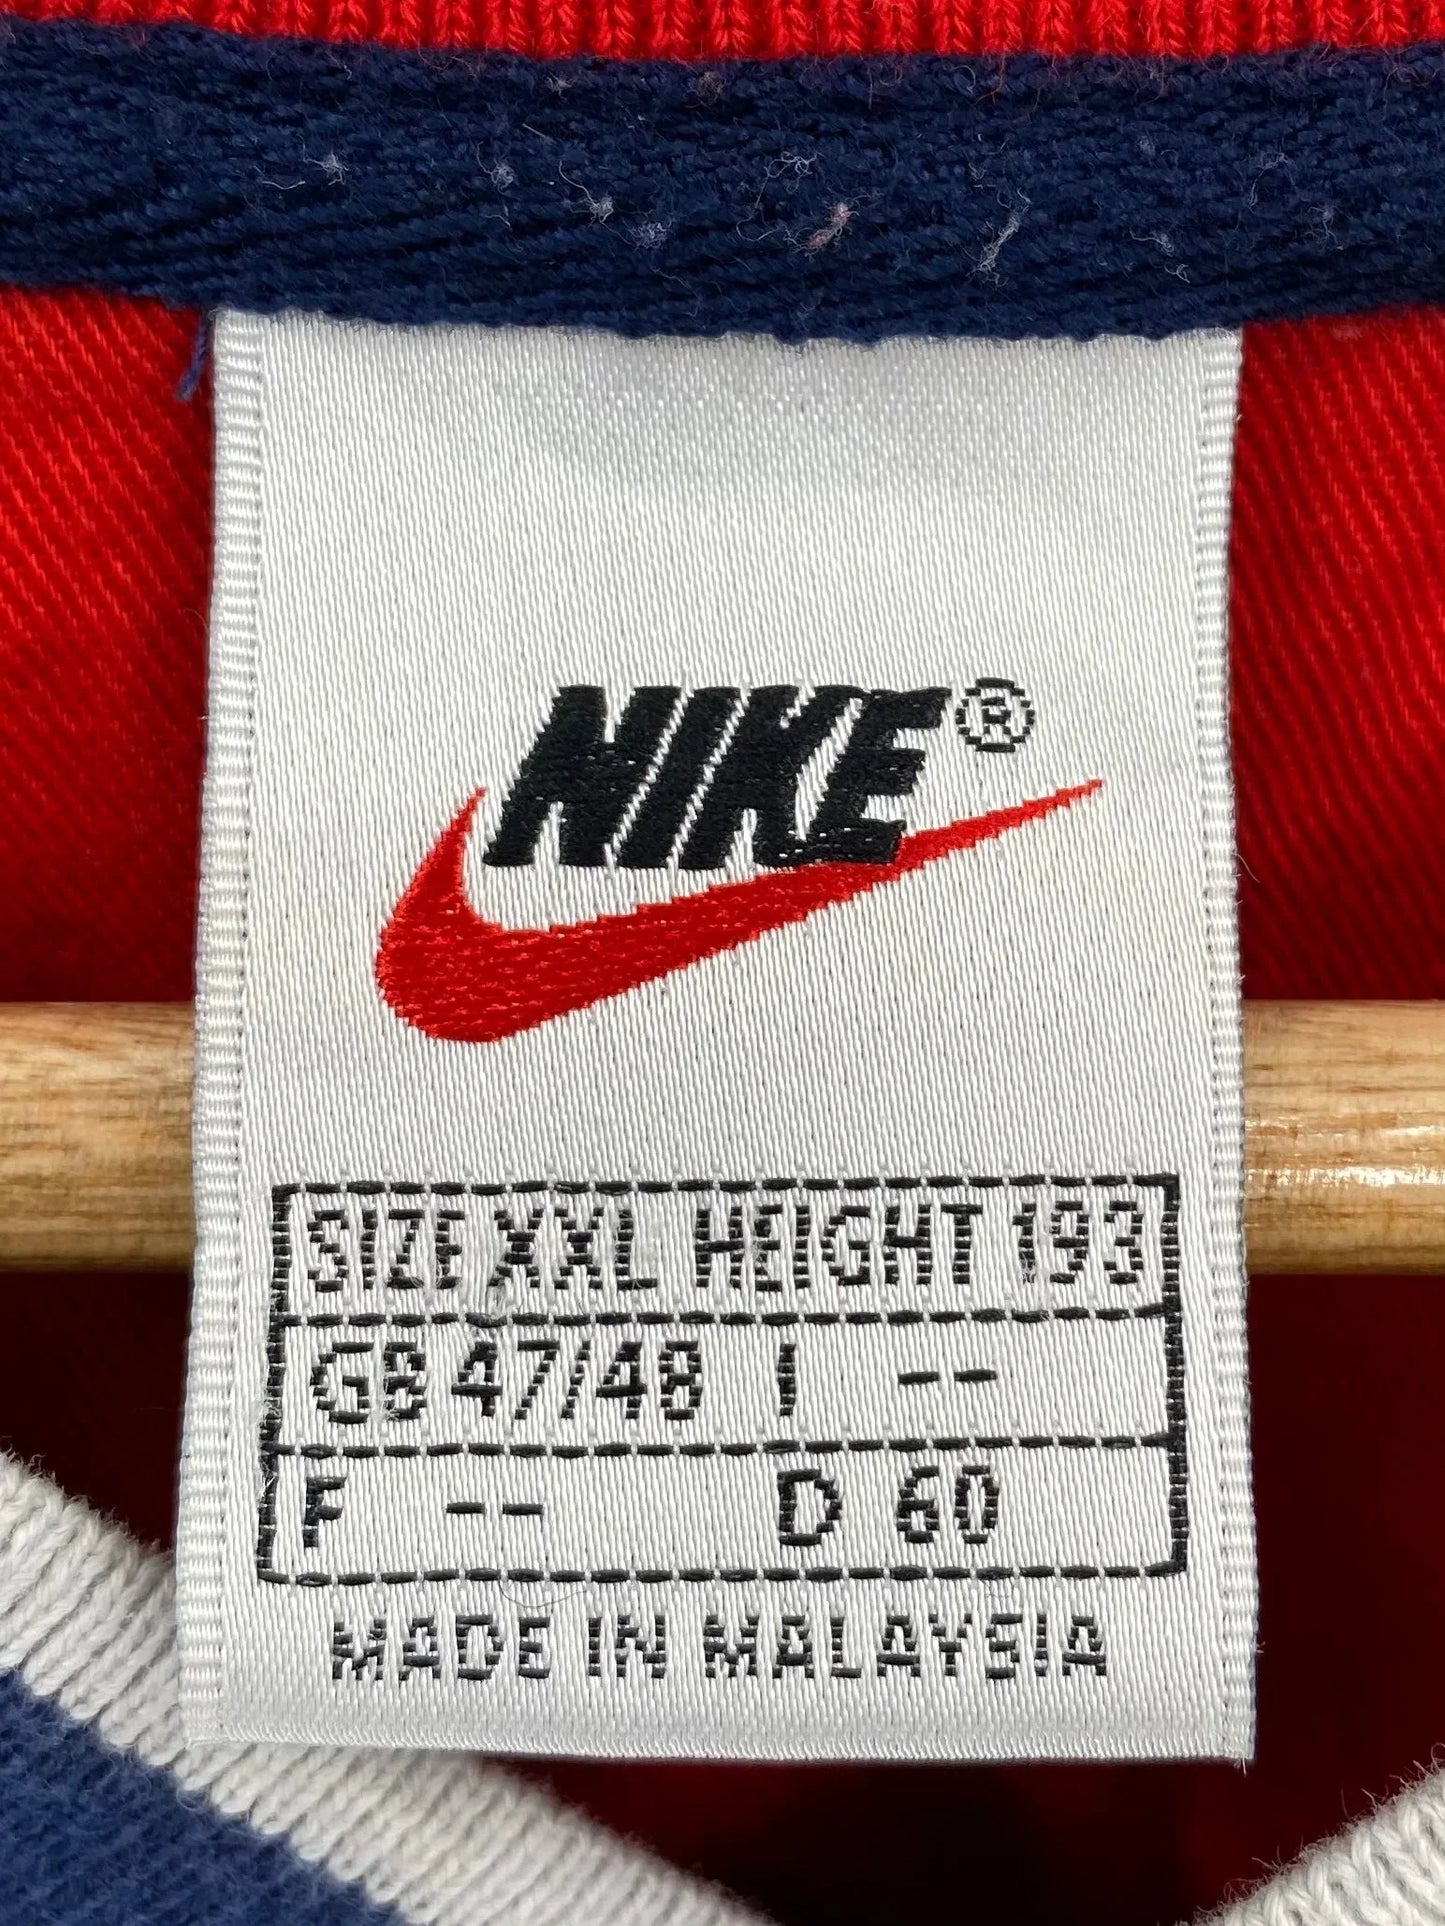 NIKE®
SIZE XXL HEIGHT 193
GB 47/48 I --
F -- D 60
MADE IN MALAYSIA